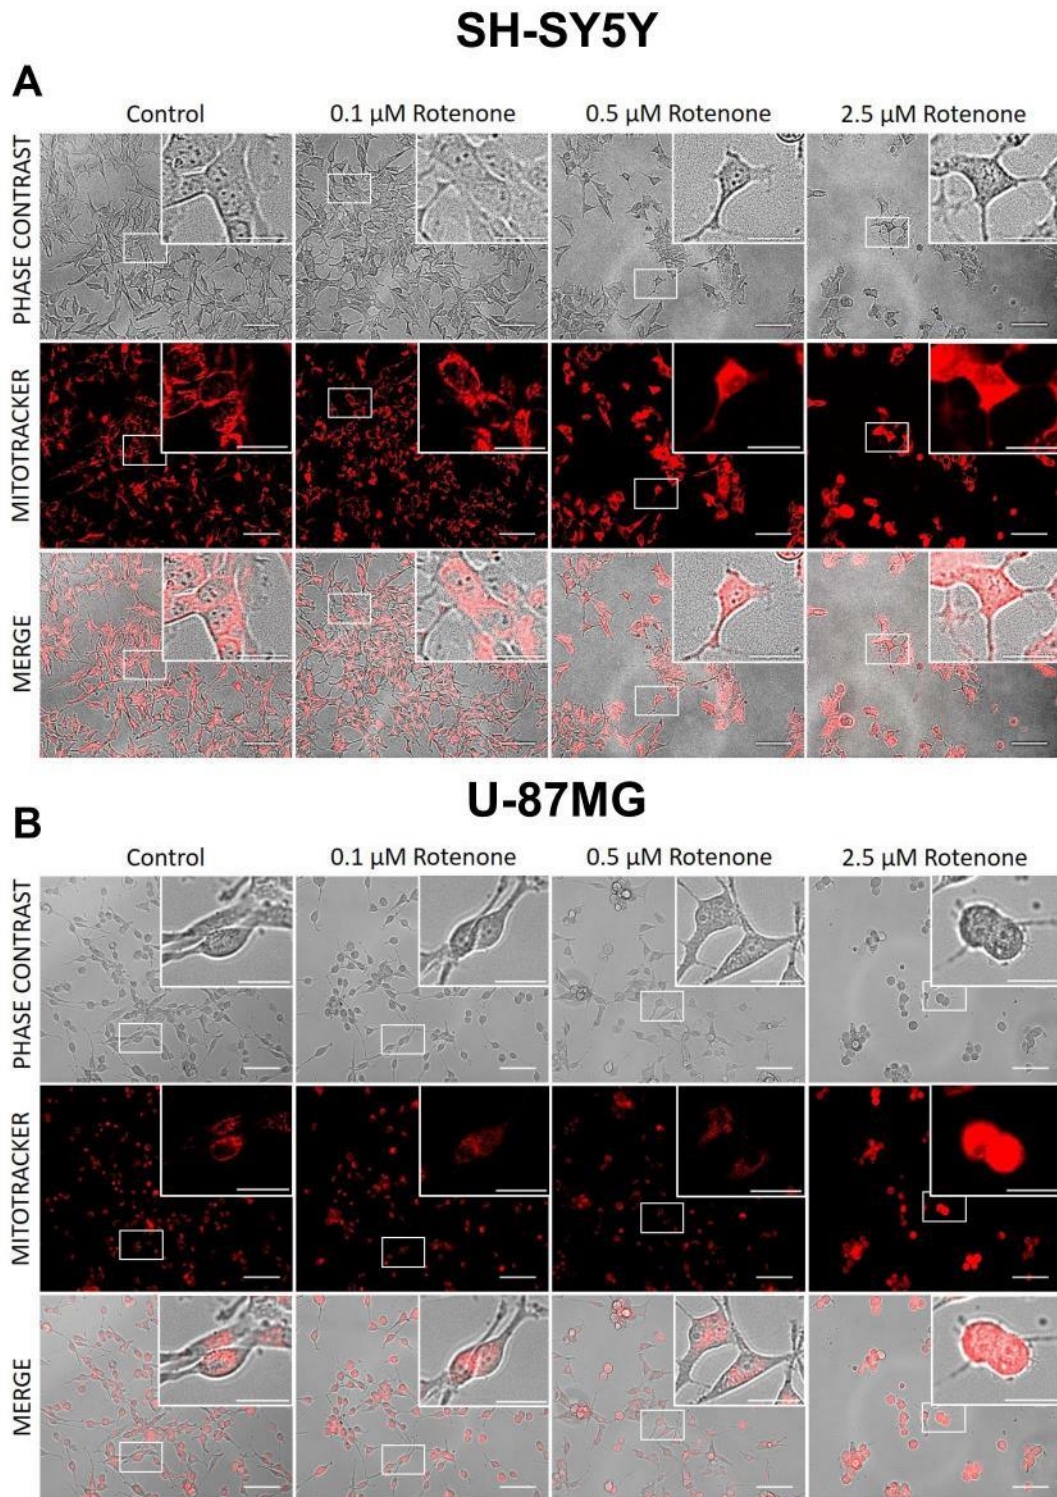 SH-SY5Y
A
Control 0.1 µM Rotenone 0.5 µM Rotenone 2.5 µM Rotenone
PHASE CONTRAST
MITOTRACKER
MERGE
U-87MG
B
Control 0.1 µM Rotenone 0.5 µM Rotenone 2.5 µM Rotenone
PHASE CONTRAST
MITOTRACKER
MERGE